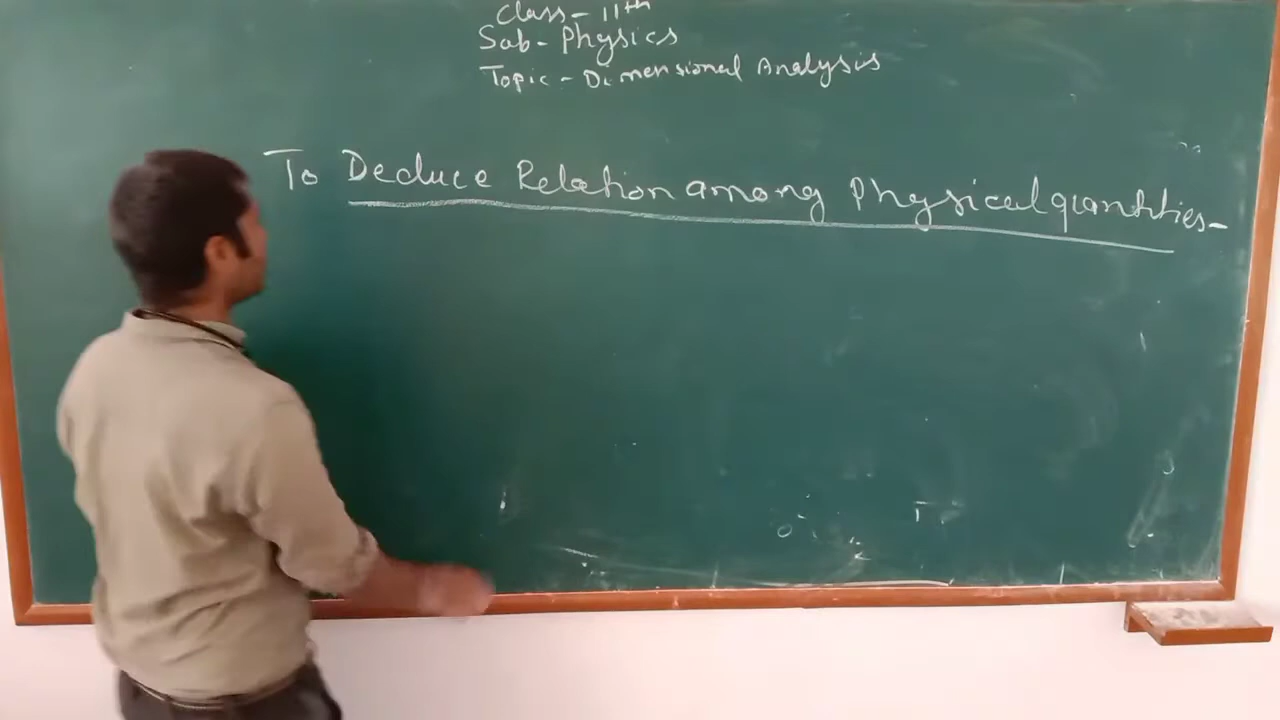 Class - 11th
Sub - Physics
Topic - Dimensional Analysis
To Deduce Relation among Physical quantities -